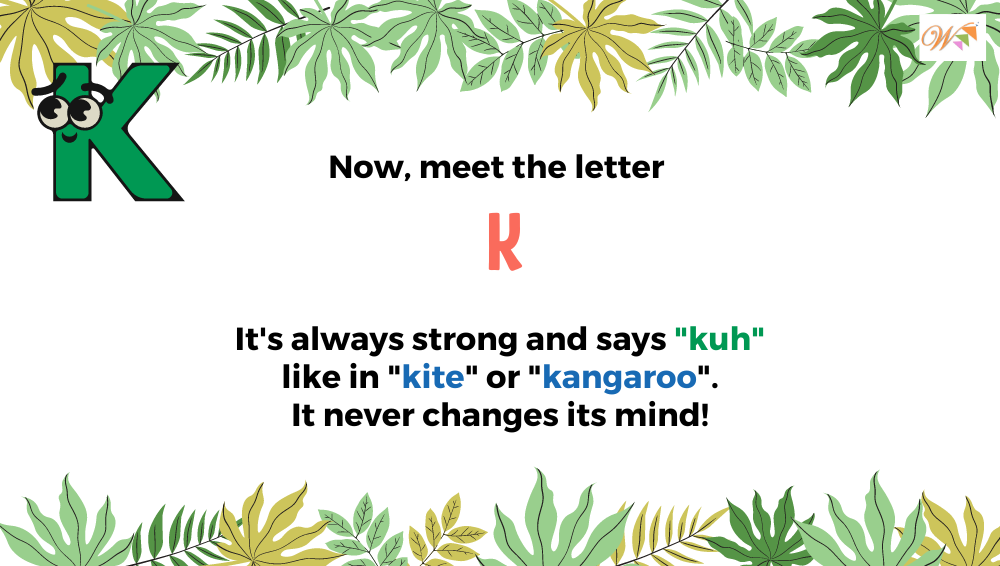 W
K
Now, meet the letter
K
It's always strong and says "kuh"
like in "kite" or "kangaroo".
It never changes its mind!